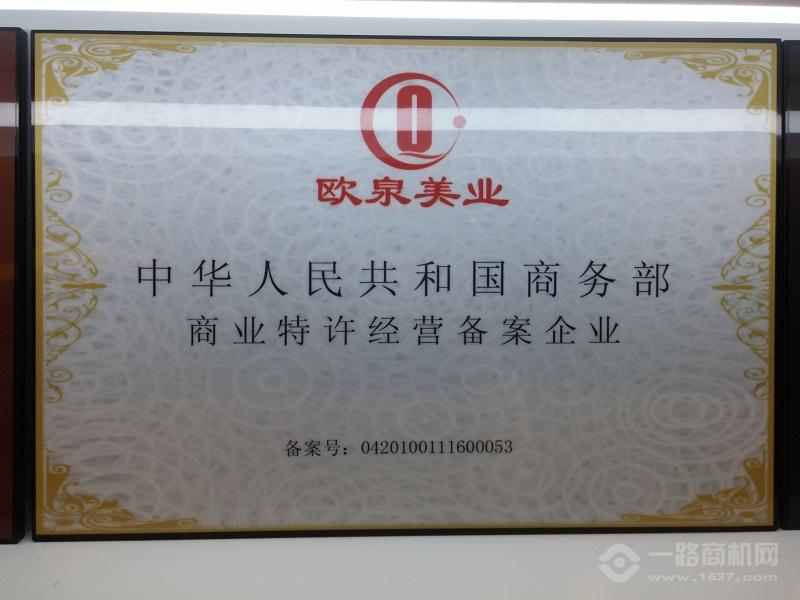 欧泉美业
中华人民共和国商务部
商业特许经营备案企业
备案号：0420100111600053
一路商机网
www.1637.com